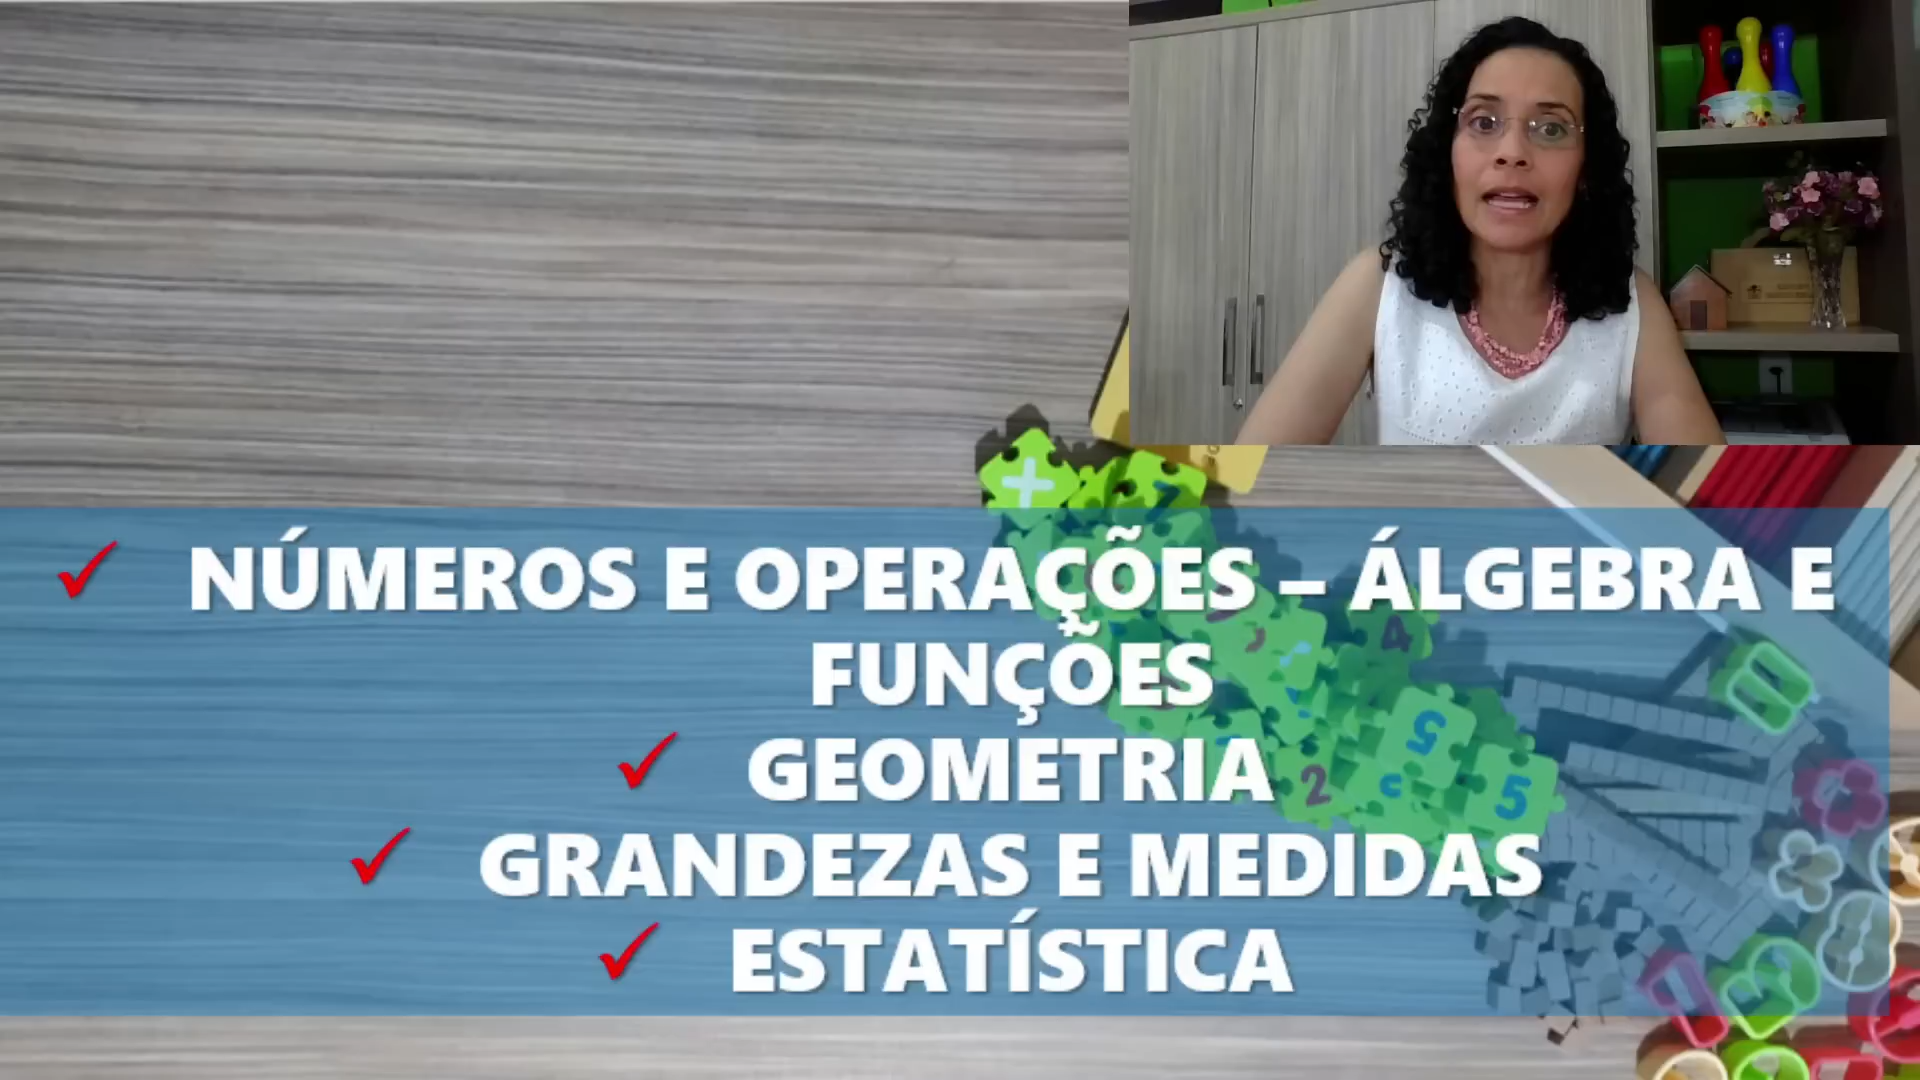 NÚMEROS E OPERAÇÕES – ÁLGEBRA E
FUNÇÕES
GEOMETRIA
GRANDEZAS E MEDIDAS
ESTATÍSTICA